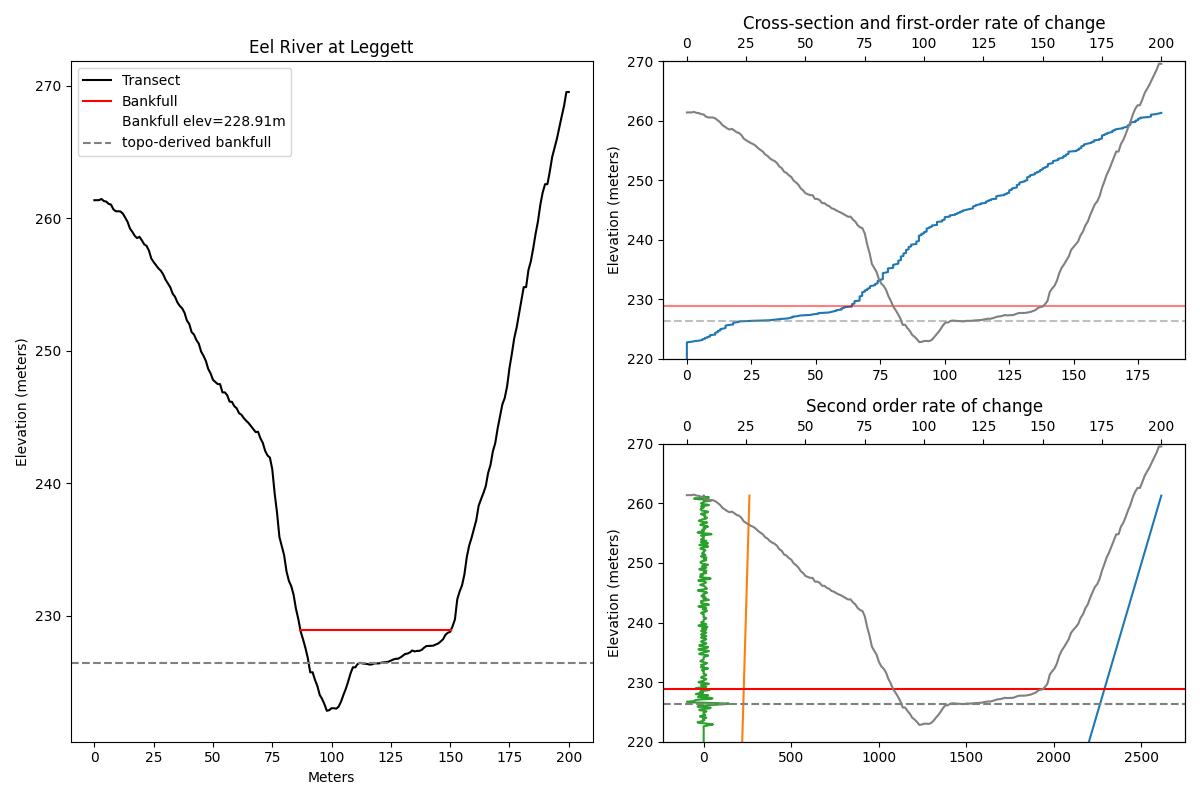 Eel River at Leggett
Transect
Bankfull
Bankfull elev=228.91m
topo-derived bankfull
Elevation (meters)
270
260
250
240
230
0 25 50 75 100 125 150 175 200
Meters
Cross-section and first-order rate of change
0 25 50 75 100 125 150 175 200
Elevation (meters)
270
260
250
240
230
220
0 25 50 75 100 125 150 175
Second order rate of change
0 25 50 75 100 125 150 175 200
Elevation (meters)
270
260
250
240
230
220
0 500 1000 1500 2000 2500